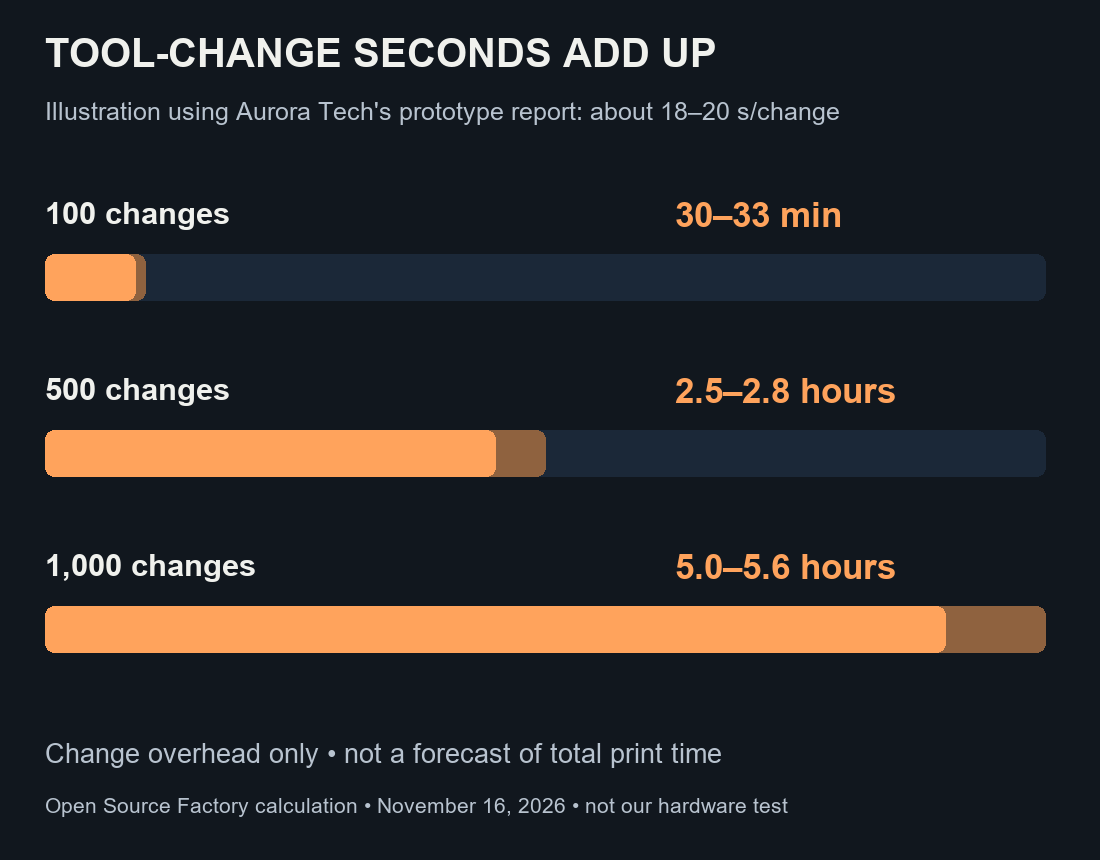 TOOL-CHANGE SECONDS ADD UP
Illustration using Aurora Tech's prototype report: about 18–20 s/change
100 changes
30–33 min
500 changes
2.5–2.8 hours
1,000 changes
5.0–5.6 hours
Change overhead only • not a forecast of total print time
Open Source Factory calculation • November 16, 2026 • not our hardware test